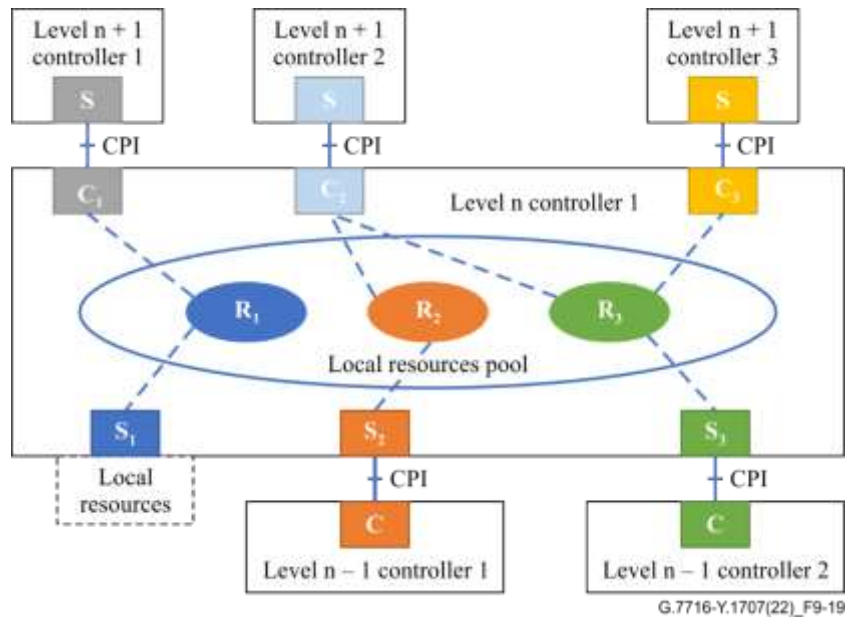 Level n + 1
controller 1
Level n + 1
controller 2
Level n + 1
controller 3
S
S
S
CPI
CPI
CPI
C1
C2
C3
Level n controller 1
R1
R2
R3
Local resources pool
S1
S2
S3
Local
resources
CPI
CPI
C
C
Level n – 1 controller 1
Level n – 1 controller 2
G.7716-Y.1707(22)_F9-19